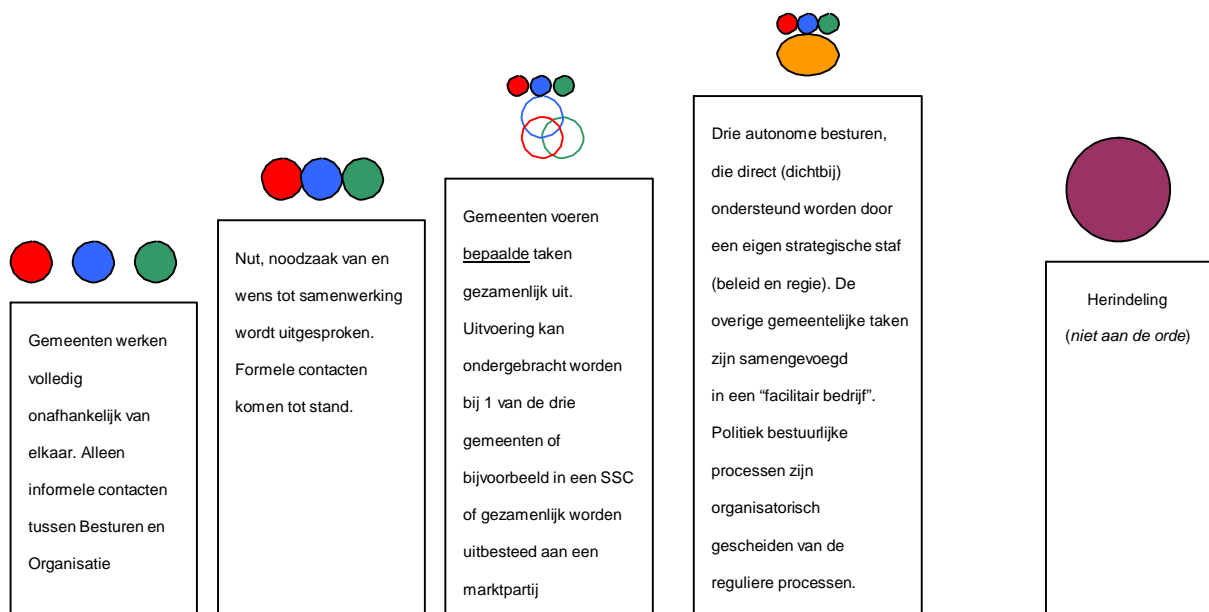 Gemeenten werken
volledig
onafhankelijk van
elkaar. Alleen
informele contacten
tussen Besturen en
Organisatie
Nut, noodzaak van en
wens tot samenwerking
wordt uitgesproken.
Formele contacten
komen tot stand.
Gemeenten voeren
bepaalde taken
gezamenlijk uit.
Uitvoering kan
ondergebracht worden
bij 1 van de drie
gemeenten of
bijvoorbeeld in een SSC
of gezamenlijk worden
uitbesteed aan een
marktpartij
Drie autonome besturen,
die direct (dichtbij)
ondersteund worden door
een eigen strategische staf
(beleid en regie). De
overige gemeentelijke taken
zijn samengevoegd
in een “facilitair bedrijf”.
Politiek bestuurlijke
processen zijn
organisatorisch
gescheiden van de
reguliere processen.
Herindeling
(niet aan de orde)